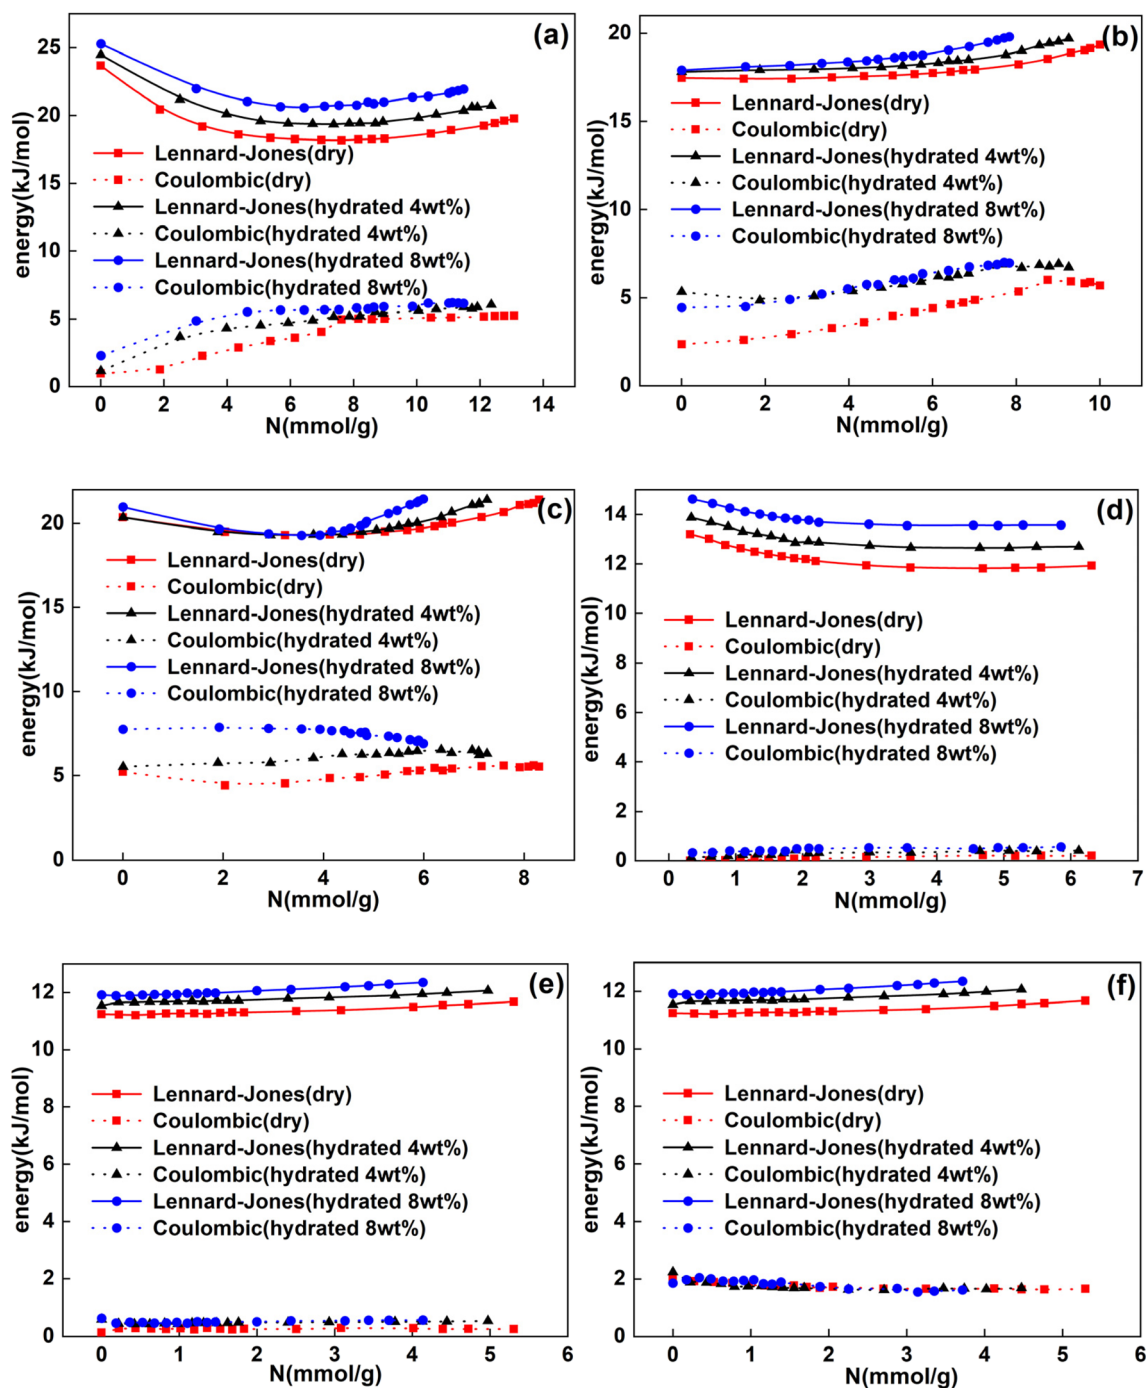 (a)
energy(kJ/mol)
25
20
15
10
5
0
Lennard-Jones(dry)
Coulombic(dry)
Lennard-Jones(hydrated 4wt%)
Coulombic(hydrated 4wt%)
Lennard-Jones(hydrated 8wt%)
Coulombic(hydrated 8wt%)
0 2 4 6 8 10 12 14
N(mmol/g)
(b)
energy(kJ/mol)
20
15
10
5
0
Lennard-Jones(dry)
Coulombic(dry)
Lennard-Jones(hydrated 4wt%)
Coulombic(hydrated 4wt%)
Lennard-Jones(hydrated 8wt%)
Coulombic(hydrated 8wt%)
0 2 4 6 8 10
N(mmol/g)
(c)
energy(kJ/mol)
20
15
10
5
0
Lennard-Jones(dry)
Coulombic(dry)
Lennard-Jones(hydrated 4wt%)
Coulombic(hydrated 4wt%)
Lennard-Jones(hydrated 8wt%)
Coulombic(hydrated 8wt%)
0 2 4 6 8
N(mmol/g)
(d)
energy(kJ/mol)
14
12
10
8
6
4
2
0
Lennard-Jones(dry)
Coulombic(dry)
Lennard-Jones(hydrated 4wt%)
Coulombic(hydrated 4wt%)
Lennard-Jones(hydrated 8wt%)
Coulombic(hydrated 8wt%)
0 1 2 3 4 5 6 7
N(mmol/g)
(e)
energy(kJ/mol)
12
10
8
6
4
2
0
Lennard-Jones(dry)
Coulombic(dry)
Lennard-Jones(hydrated 4wt%)
Coulombic(hydrated 4wt%)
Lennard-Jones(hydrated 8wt%)
Coulombic(hydrated 8wt%)
0 1 2 3 4 5 6
N(mmol/g)
(f)
energy(kJ/mol)
12
10
8
6
4
2
0
Lennard-Jones(dry)
Coulombic(dry)
Lennard-Jones(hydrated 4wt%)
Coulombic(hydrated 4wt%)
Lennard-Jones(hydrated 8wt%)
Coulombic(hydrated 8wt%)
0 1 2 3 4 5 6
N(mmol/g)